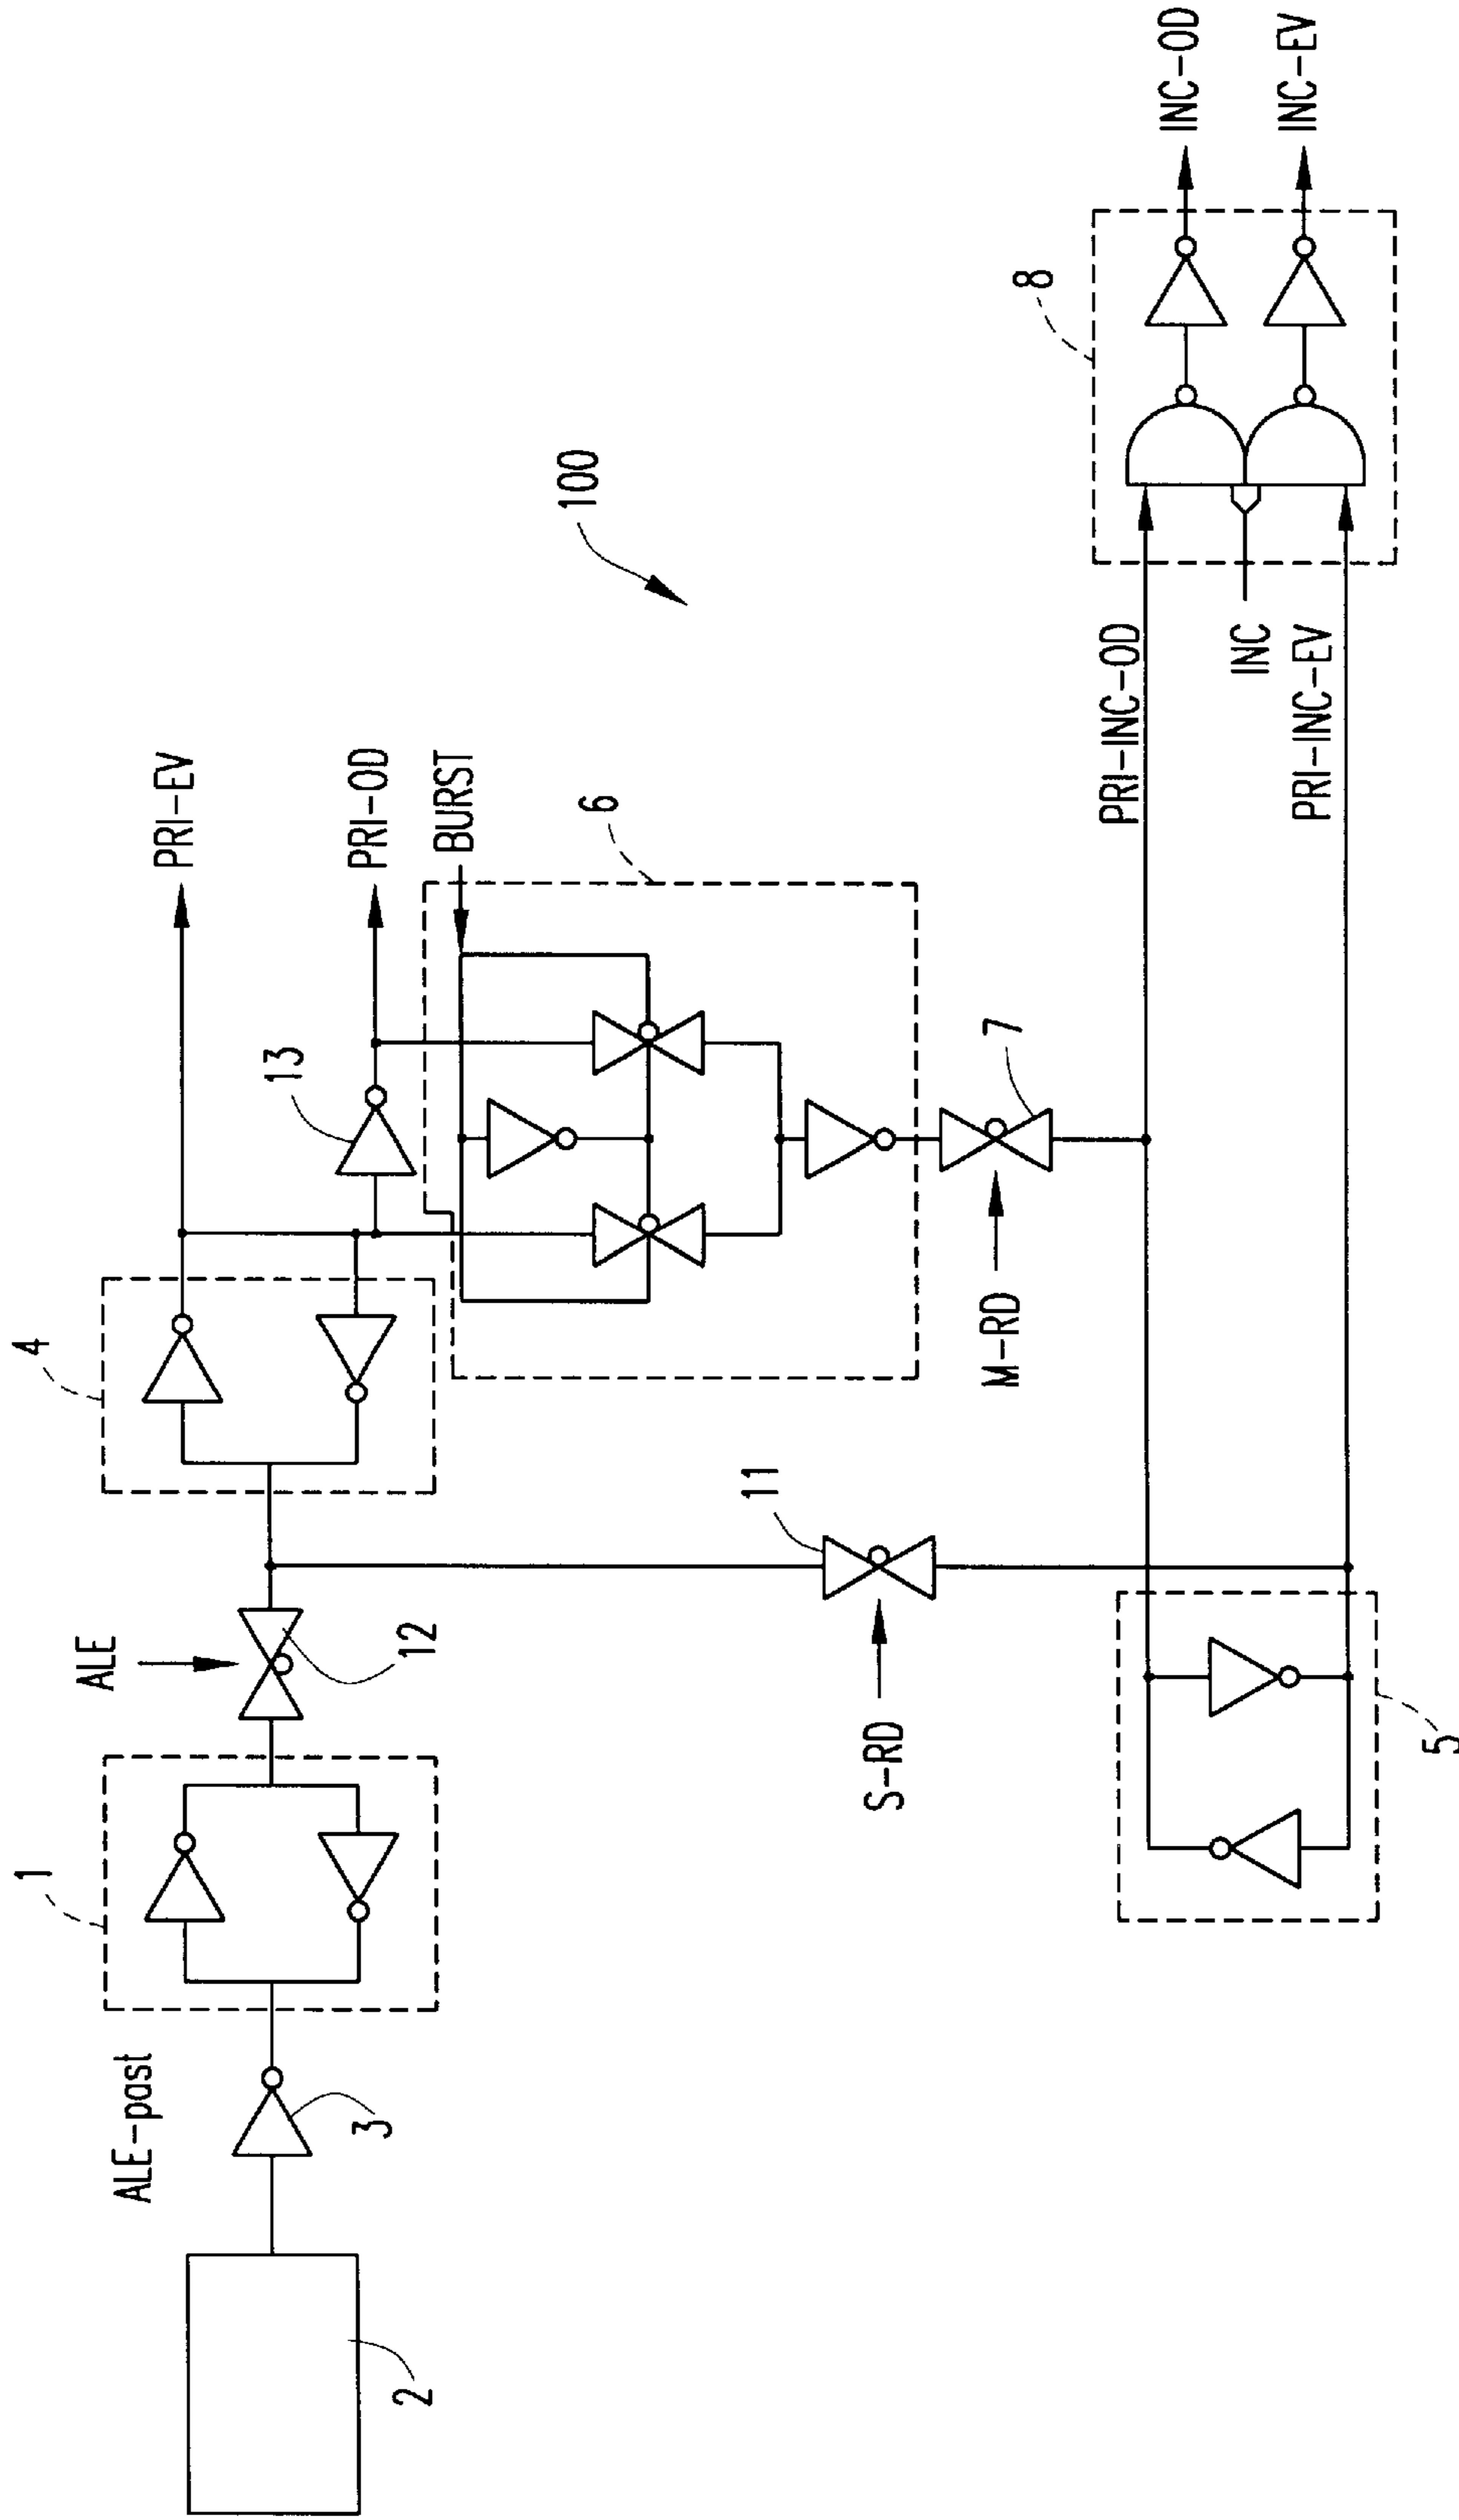 2
3
ALE-past
1
ALE
12
4
PRI-EV
13
PRI-OD
BURST
6
100
11
S-RD
M-RD
7
5
PRI-INC-OD
INC
PRI-INC-EV
8
INC-OD
INC-EV